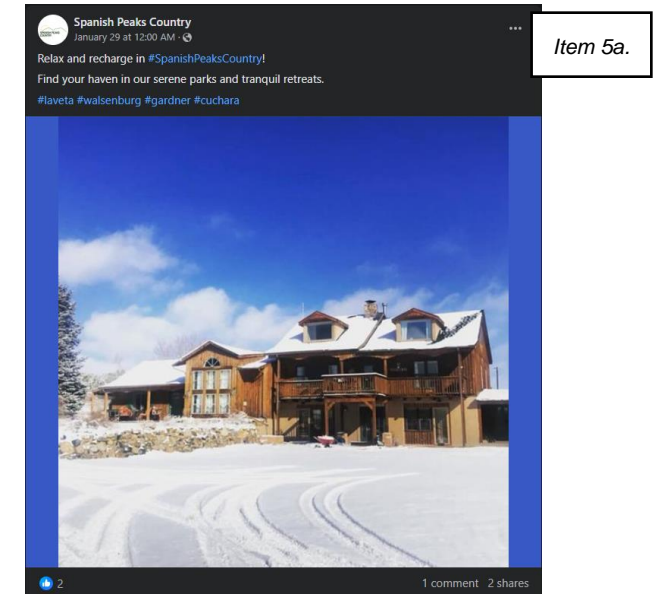 Spanish Peaks Country
January 29 at 12:00 AM ·
Item 5a.
Relax and recharge in #SpanishPeaksCountry!
Find your haven in our serene parks and tranquil retreats.
#laveta #walsenburg #gardner #cuchara
2
1 comment 2 shares